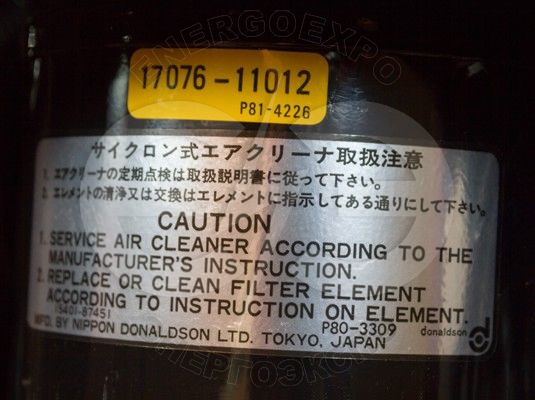 ENERGOEXPO
17076-11012
P81-4226
サイクロン式エアクリーナ取扱注意
1. エアクリーナの定期点検は取扱説明書に従って下さい。
2. エレメントの清浄又は交換はエレメントに指示してある通りにして下さい。
CAUTION
1. SERVICE AIR CLEANER ACCORDING TO THE
MANUFACTURER'S INSTRUCTION.
2. REPLACE OR CLEAN FILTER ELEMENT
ACCORDING TO INSTRUCTION ON ELEMENT.
15401-87451 P80-3309
MFD. BY NIPPON DONALDSON LTD. TOKYO, JAPAN
donaldson
ЭНЕРГОЭКСПО